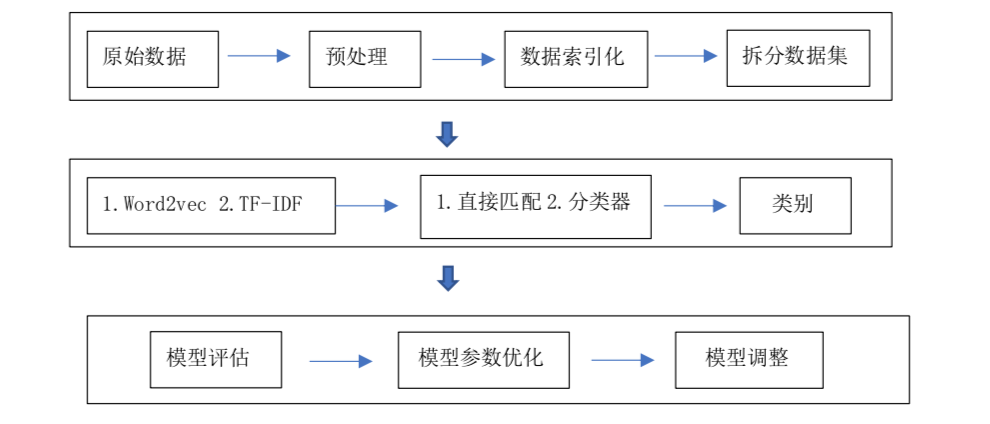 原始数据 预处理 数据索引化 拆分数据集
1.Word2vec 2.TF-IDF 1.直接匹配 2.分类器 类别
模型评估 模型参数优化 模型调整